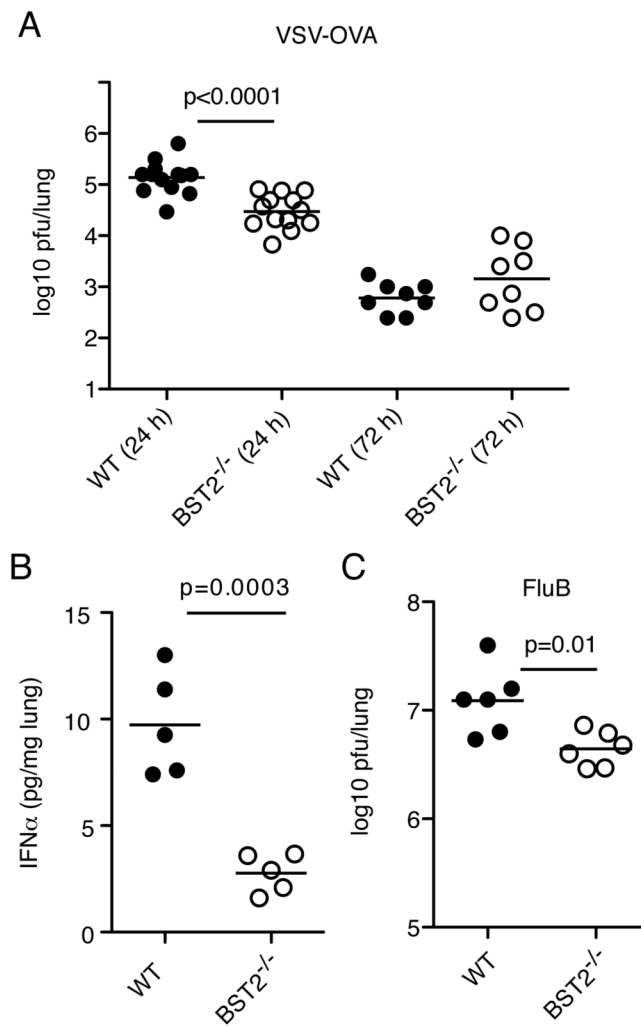 A
VSV-OVA
p<0.0001
log10 pfu/lung
6
5
4
3
2
1
WT (24 h)
BST2-/- (24 h)
WT (72 h)
BST2-/- (72 h)
B
p=0.0003
IFNα (pg/mg lung)
15
10
5
0
WT
BST2-/-
C
FluB
p=0.01
log10 pfu/lung
8
7
6
5
WT
BST2-/-